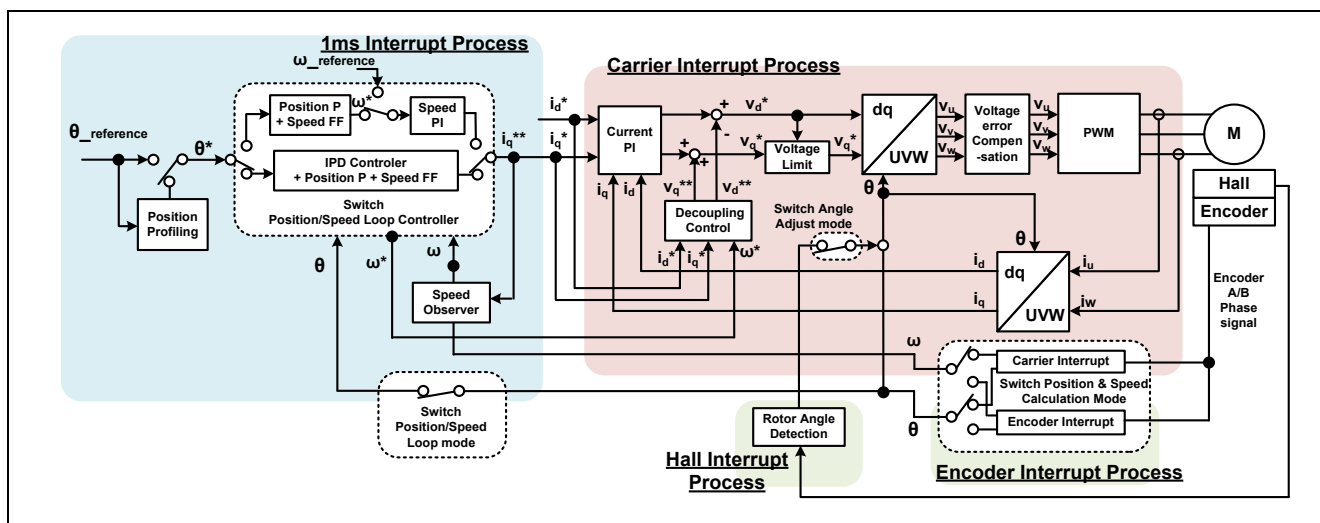 1ms Interrupt Process
ω_reference
Carrier Interrupt Process
θ_reference
θ*
Position P
+ Speed FF
ω*
Speed
PI
IPD Controler
+ Position P + Speed FF
Switch
Position/Speed Loop Controller
Position
Profiling
i_q**
i_d*
i_q*
Current
PI
i_q
i_d
+
-
+
+
v_d*
v_q*
v_q**
v_d**
Voltage
Limit
v_q*
dq
UVW
θ
v_u
v_v
v_w
Voltage
error
Compen
-sation
v_u
v_v
v_w
PWM
M
Hall
Encoder
Decoupling
Control
i_d*
i_q*
ω*
Switch Angle
Adjust mode
θ
i_d
i_q
dq
UVW
i_u
i_w
Encoder
A/B
Phase
signal
θ
ω*
ω
Speed
Observer
ω
θ
Carrier Interrupt
Switch Position & Speed
Calculation Mode
Encoder Interrupt
Switch
Position/Speed
Loop mode
Rotor Angle
Detection
Hall Interrupt
Process
Encoder Interrupt Process